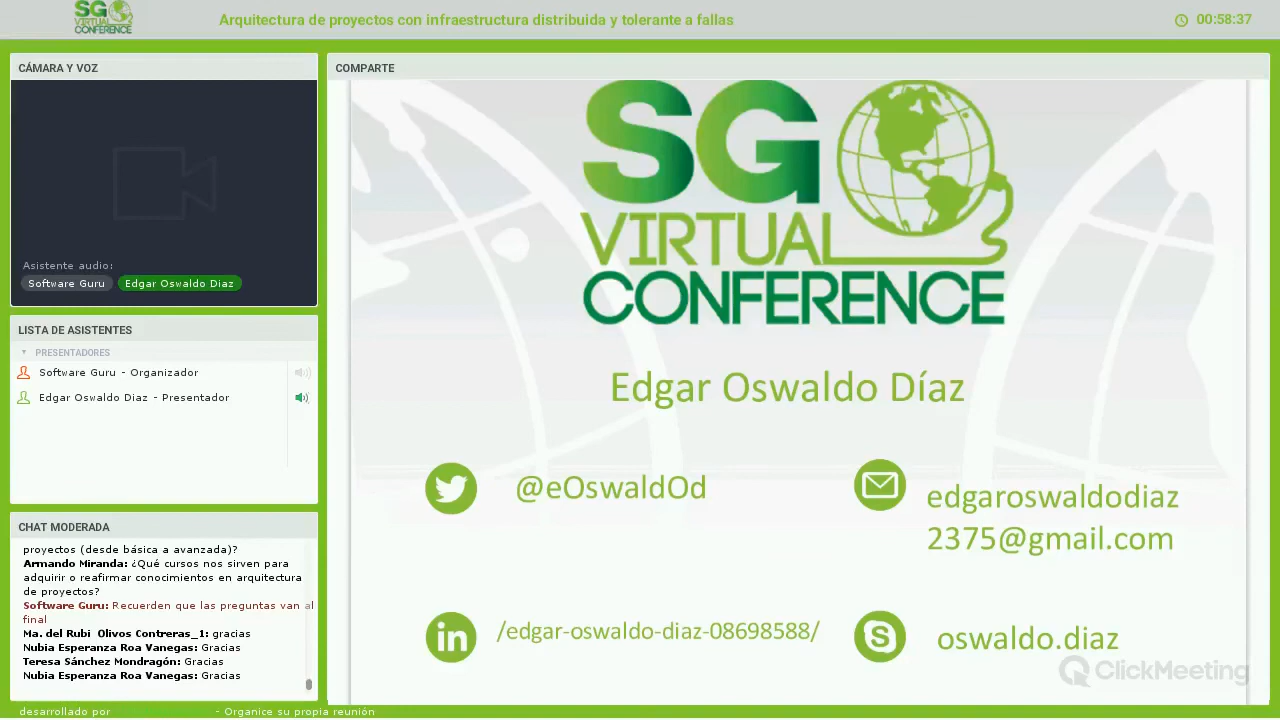 SG
VIRTUAL
CONFERENCE
Arquitectura de proyectos con infraestructura distribuida y tolerante a fallas
00:58:37
CÁMARA Y VOZ
Asistente audio:
Software Guru
Edgar Oswaldo Diaz
LISTA DE ASISTENTES
PRESENTADORES
Software Guru - Organizador
Edgar Oswaldo Diaz - Presentador
CHAT MODERADA
proyectos (desde básica a avanzada)?
Armando Miranda: ¿Qué cursos nos sirven para
adquirir o reafirmar conocimientos en arquitectura
de proyectos?
Software Guru: Recuerden que las preguntas van al
final
Ma. del Rubi Olivos Contreras_1: gracias
Nubia Esperanza Roa Vanegas: Gracias
Teresa Sánchez Mondragón: Gracias
Nubia Esperanza Roa Vanegas: Gracias
desarrollado por - Organice su propia reunión
COMPARTE
SG
VIRTUAL
CONFERENCE
Edgar Oswaldo Díaz
@eOswaldOd
edgaroswaldodiaz
2375@gmail.com
/edgar-oswaldo-diaz-08698588/
oswaldo.diaz
ClickMeeting